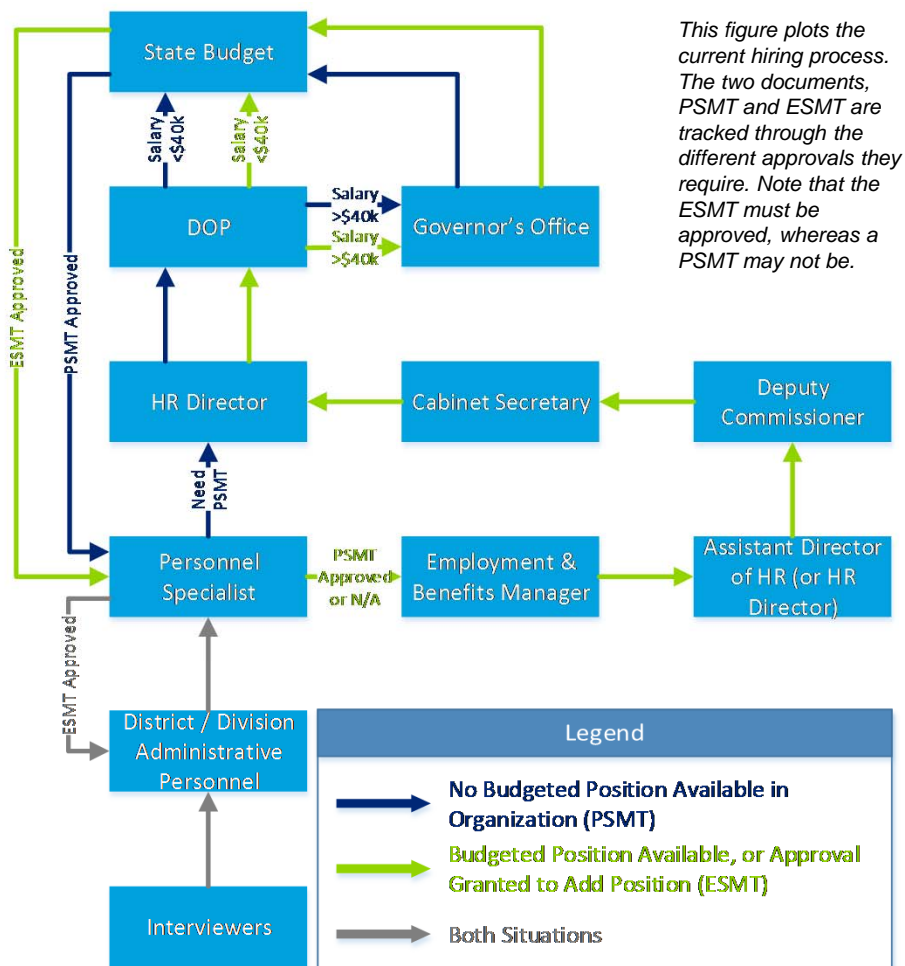 This figure plots the
current hiring process.
The two documents,
PSMT and ESMT are
tracked through the
different approvals they
require. Note that the
ESMT must be
approved, whereas a
PSMT may not be.
State Budget
Salary
<$40k
Salary
<$40k
DOP
Salary
>$40k
Salary
>$40k
Governor's Office
ESMT Approved
PSMT Approved
HR Director
Cabinet Secretary
Deputy
Commissioner
Need
PSMT
Personnel
Specialist
PSMT
Approved
or N/A
Employment &
Benefits Manager
Assistant Director
of HR (or HR
Director)
ESMT Approved
District / Division
Administrative
Personnel
Interviewers
Legend
No Budgeted Position Available in
Organization (PSMT)
Budgeted Position Available, or Approval
Granted to Add Position (ESMT)
Both Situations